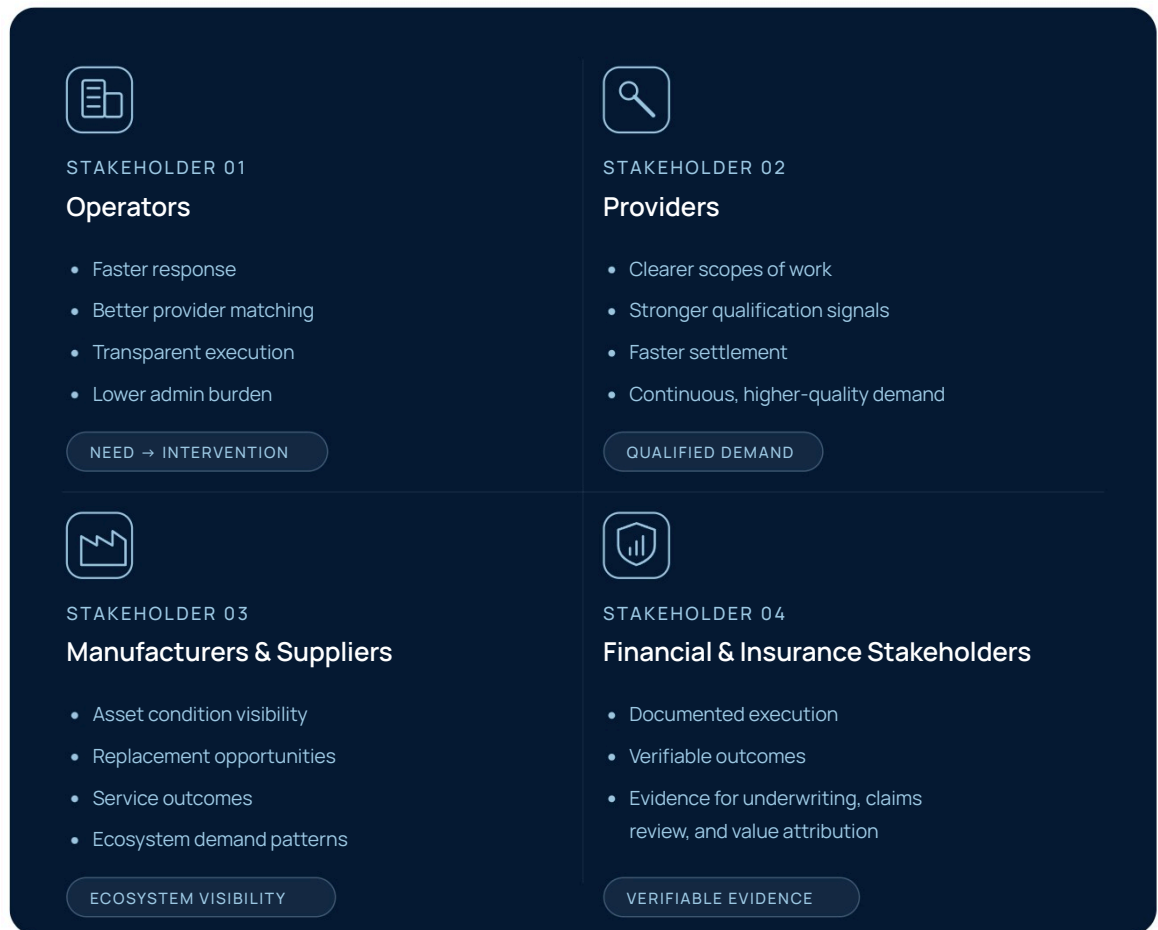 STAKEHOLDER 01
Operators
• Faster response
• Better provider matching
• Transparent execution
• Lower admin burden
NEED → INTERVENTION
STAKEHOLDER 02
Providers
• Clearer scopes of work
• Stronger qualification signals
• Faster settlement
• Continuous, higher-quality demand
QUALIFIED DEMAND
STAKEHOLDER 03
Manufacturers & Suppliers
• Asset condition visibility
• Replacement opportunities
• Service outcomes
• Ecosystem demand patterns
ECOSYSTEM VISIBILITY
STAKEHOLDER 04
Financial & Insurance Stakeholders
• Documented execution
• Verifiable outcomes
• Evidence for underwriting, claims
review, and value attribution
VERIFIABLE EVIDENCE